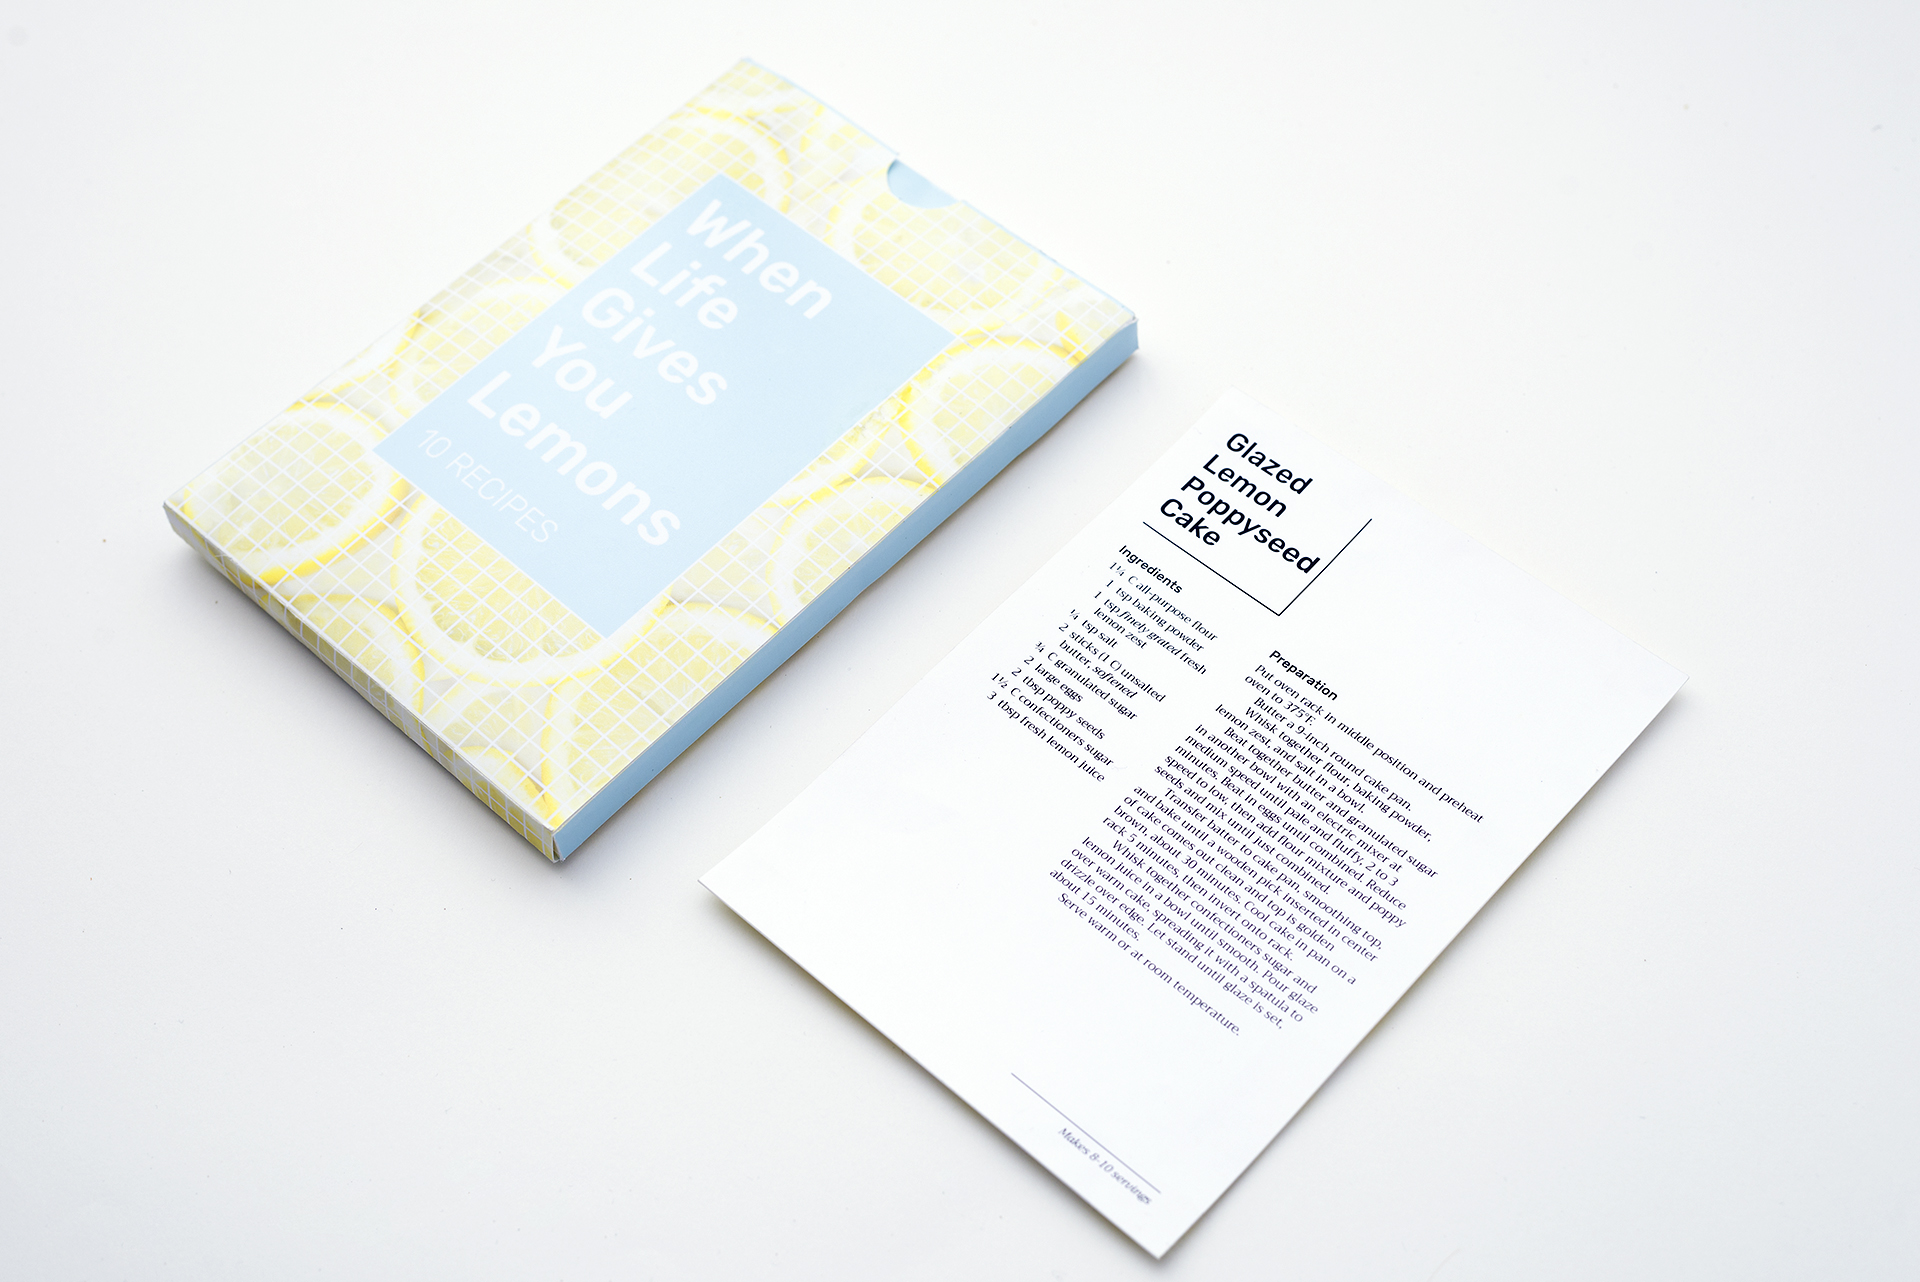 When
Life
Gives
You
Lemons
10 RECIPES
Glazed
Lemon
Poppyseed
Cake
Ingredients
1¼ C all-purpose flour
1 tsp baking powder
1 tsp finely grated fresh
lemon zest
¼ tsp salt
2 sticks (1 C) unsalted
butter, softened
¾ C granulated sugar
2 large eggs
2 tbsp poppy seeds
1½ C confectioners sugar
3 tbsp fresh lemon juice
Preparation
Put oven rack in middle position and preheat
oven to 375°F.
Butter a 9-inch round cake pan.
Whisk together flour, baking powder,
lemon zest, and salt in a bowl.
Beat together butter and granulated sugar
in another bowl with an electric mixer at
medium speed until pale and fluffy, 2 to 3
minutes. Beat in eggs until combined. Reduce
speed to low, then add flour mixture and poppy
seeds and mix until just combined.
Transfer batter to cake pan, smoothing top,
and bake until a wooden pick inserted in center
of cake comes out clean and top is golden
brown, about 30 minutes. Cool cake in pan on a
rack 5 minutes, then invert onto rack.
Whisk together confectioners sugar and
lemon juice in a bowl until smooth. Pour glaze
over warm cake, spreading it with a spatula to
drizzle over edge. Let stand until glaze is set,
about 15 minutes.
Serve warm or at room temperature.
Makes 8-10 servings